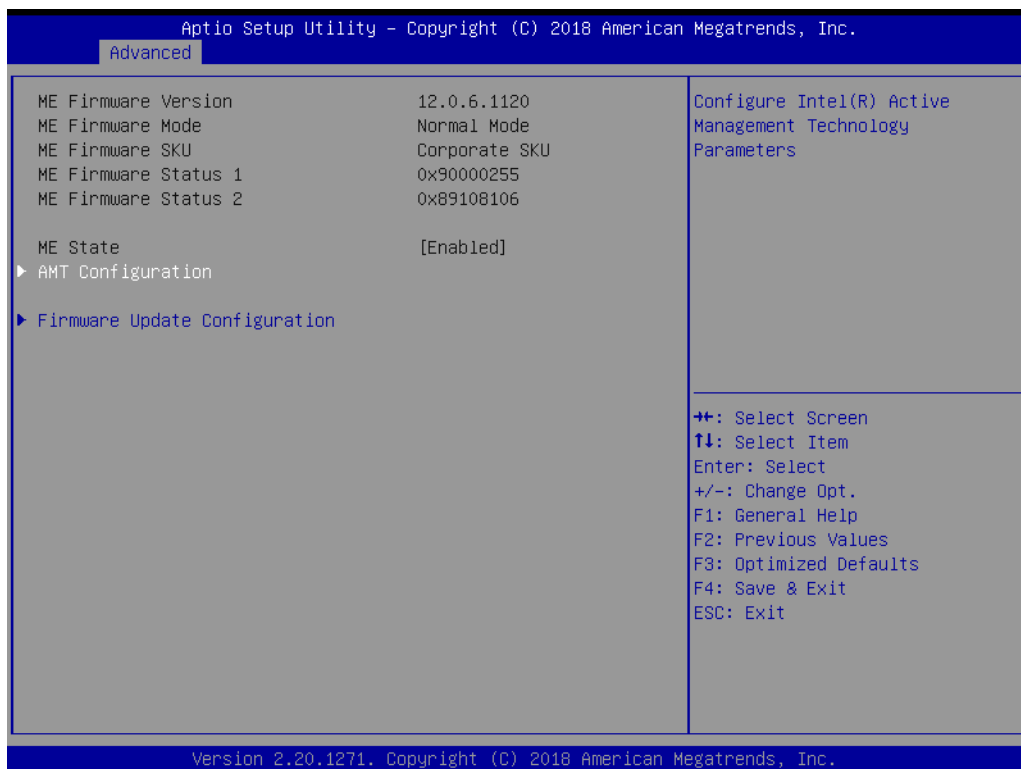 Aptio Setup Utility – Copyright (C) 2018 American Megatrends, Inc.
Advanced
ME Firmware Version 12.0.6.1120
ME Firmware Mode Normal Mode
ME Firmware SKU Corporate SKU
ME Firmware Status 1 0x90000255
ME Firmware Status 2 0x89108106
ME State [Enabled]
▶ AMT Configuration
▶ Firmware Update Configuration
Configure Intel(R) Active
Management Technology
Parameters
→←: Select Screen
↑↓: Select Item
Enter: Select
+/-: Change Opt.
F1: General Help
F2: Previous Values
F3: Optimized Defaults
F4: Save & Exit
ESC: Exit
Version 2.20.1271. Copyright (C) 2018 American Megatrends, Inc.